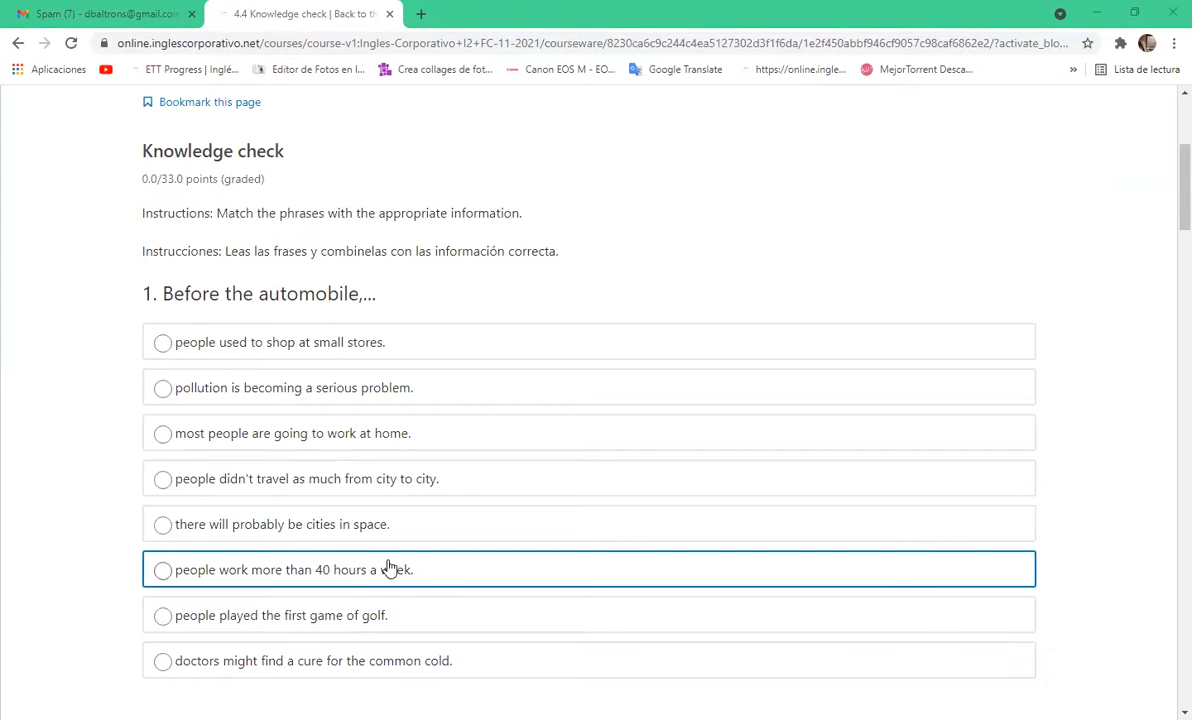 Spam (7) - dbaltrons@gmail.com
4.4 Knowledge check | Back to th
online.inglescorporativo.net/courses/course-v1:Ingles-Corporativo+I2+FC-11-2021/courseware/8230ca6c9c244c4ea5127302d3f1f6da/1e2f450abbf946cf9057c98caf6862e2/?activate_blo...
Aplicaciones
ETT Progress | Inglé...
Editor de Fotos en l...
Crea collages de fot...
Canon EOS M - EO...
Google Translate
https://online.ingle...
MejorTorrent Desca...
»
Lista de lectura
Bookmark this page
Knowledge check
0.0/33.0 points (graded)
Instructions: Match the phrases with the appropriate information.
Instrucciones: Leas las frases y combinelas con las información correcta.
1. Before the automobile,...
people used to shop at small stores.
pollution is becoming a serious problem.
most people are going to work at home.
people didn't travel as much from city to city.
there will probably be cities in space.
people work more than 40 hours a week.
people played the first game of golf.
doctors might find a cure for the common cold.